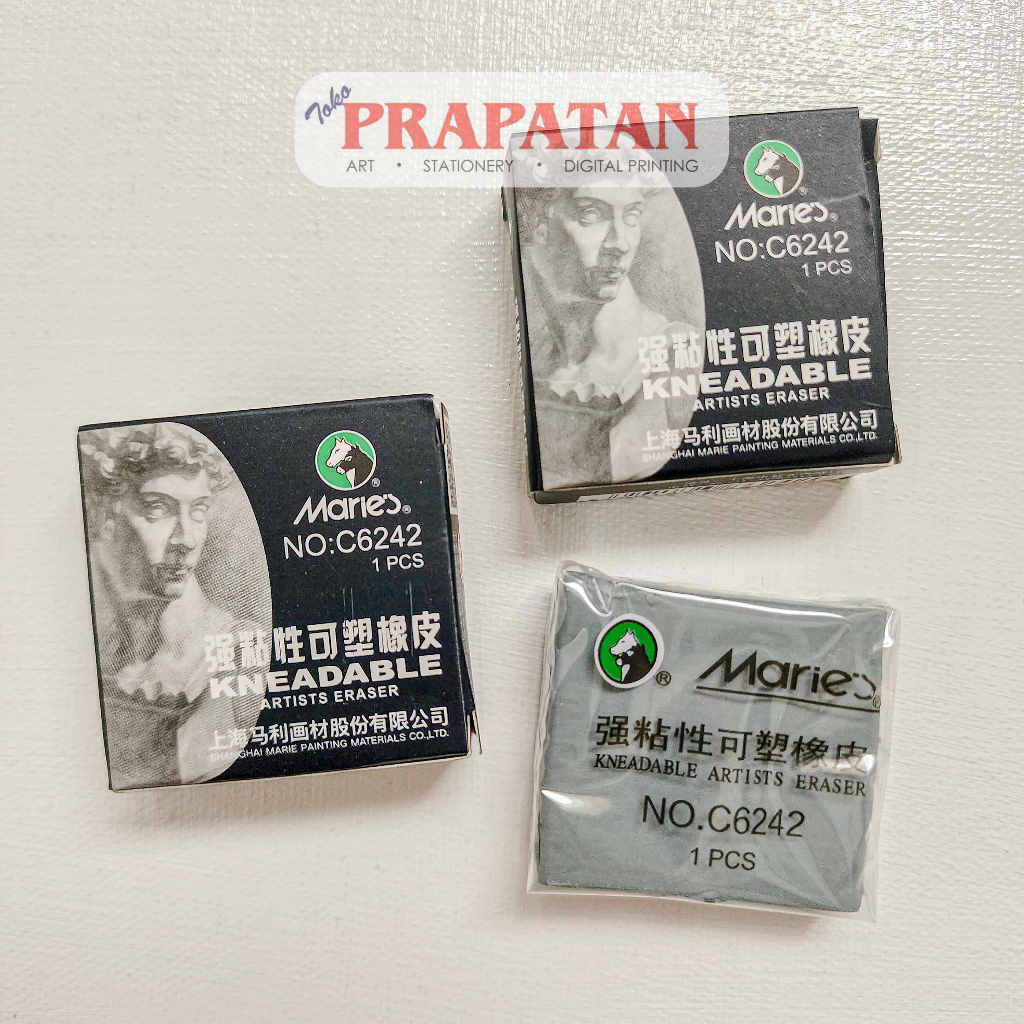 Toko
PRAPATAN
ART • STATIONERY • DIGITAL PRINTING
Marie's®
NO:C6242
1 PCS
强粘性可塑橡皮
KNEADABLE
ARTISTS ERASER
上海马利画材股份有限公司
SHANGHAI MARIE PAINTING MATERIALS CO.,LTD.
®
Marie's®
NO:C6242
1 PCS
强粘性可塑橡皮
KNEADABLE
ARTISTS ERASER
上海马利画材股份有限公司
SHANGHAI MARIE PAINTING MATERIALS CO.,LTD.
® Marie's®
强粘性可塑橡皮
KNEADABLE ARTISTS ERASER
NO.C6242
1 PCS